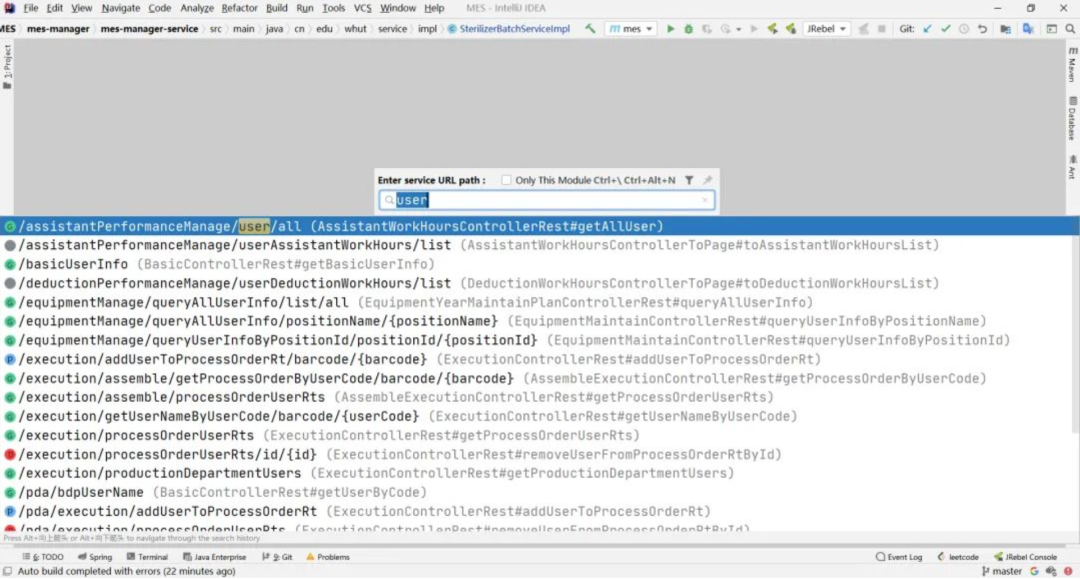 File Edit View Navigate Code Analyze Refactor Build Run Tools VCS Window Help MES - IntelliJ IDEA
MES mes-manager mes-manager-service src main java cn edu whut service impl SterilizerBatchServiceImpl mes JRebel Git:
1: Project
Maven
Database
Ant
Enter service URL path : Only This Module Ctrl+\ Ctrl+Alt+N
user
/assistantPerformanceManage/user/all (AssistantWorkHoursControllerRest#getAllUser)
/assistantPerformanceManage/userAssistantWorkHours/list (AssistantWorkHoursControllerToPage#toAssistantWorkHoursList)
/basicUserInfo (BasicControllerRest#getBasicUserInfo)
/deductionPerformanceManage/userDeductionWorkHours/list (DeductionWorkHoursControllerToPage#toDeductionWorkHoursList)
/equipmentManage/queryAllUserInfo/list/all (EquipmentYearMaintainPlanControllerRest#queryAllUserInfo)
/equipmentManage/queryAllUserInfo/positionName/{positionName} (EquipmentMaintainControllerRest#queryUserInfoByPositionName)
/equipmentManage/queryUserInfoByPositionId/positionId/{positionId} (EquipmentMaintainControllerRest#queryUserInfoByPositionId)
/execution/addUserToProcessOrderRt/barcode/{barcode} (ExecutionControllerRest#addUserToProcessOrderRt)
/execution/assemble/getProcessOrderByUserCode/barcode/{barcode} (AssembleExecutionControllerRest#getProcessOrderByUserCode)
/execution/assemble/processOrderUserRts (AssembleExecutionControllerRest#getProcessOrderUserRts)
/execution/getUserNameByUserCode/barcode/{userCode} (ExecutionControllerRest#getUserNameByUserCode)
/execution/processOrderUserRts (ExecutionControllerRest#getProcessOrderUserRts)
/execution/processOrderUserRts/id/{id} (ExecutionControllerRest#removeUserFromProcessOrderRtById)
/execution/productionDepartmentUsers (ExecutionControllerRest#getProductionDepartmentUsers)
/pda/bdpUserName (BasicControllerRest#getUserByCode)
/pda/execution/addUserToProcessOrderRt (ExecutionControllerRest#addUserToProcessOrderRt)
/pda/execution/processOrderUserRts (ExecutionControllerRest#removeUserFromProcessOrderRtById)
Press Alt+向上箭头 or Alt+向下箭头 to navigate through the search history
6: TODO Spring Terminal Java Enterprise 9: Git Problems Event Log leetcode JRebel Console
Auto build completed with errors (22 minutes ago) master